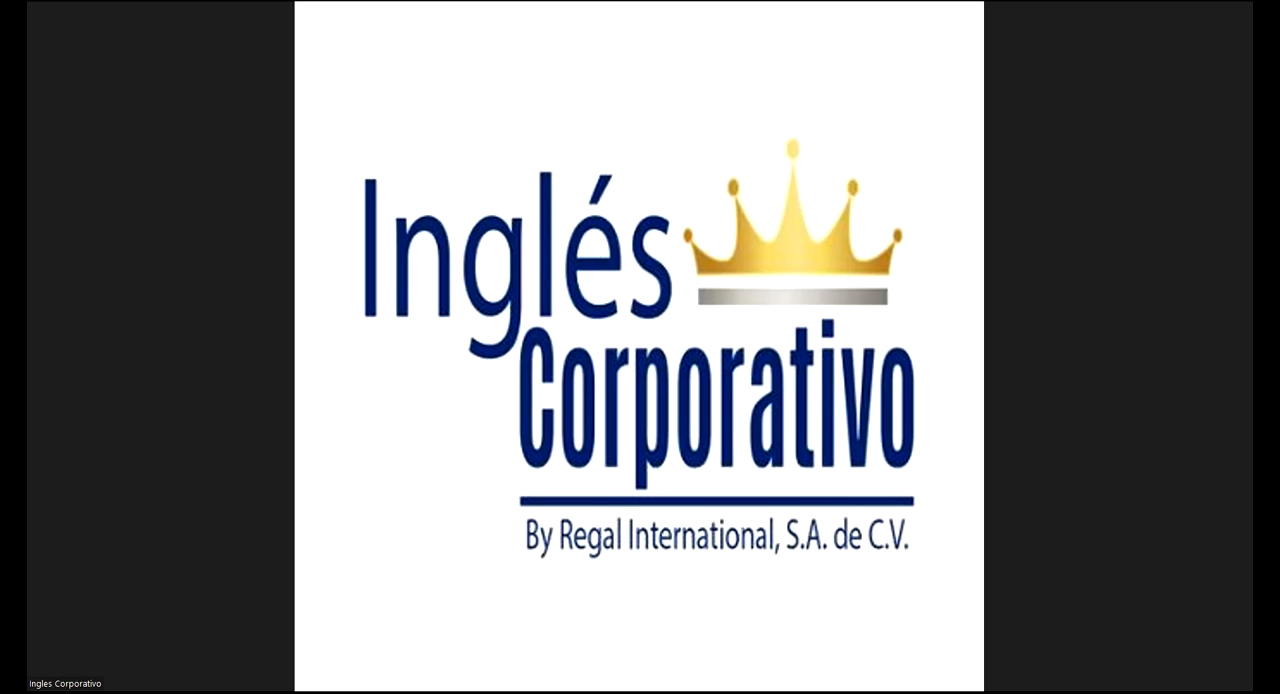 Inglés
Corporativo
By Regal International, S.A. de C.V.
Ingles Corporativo